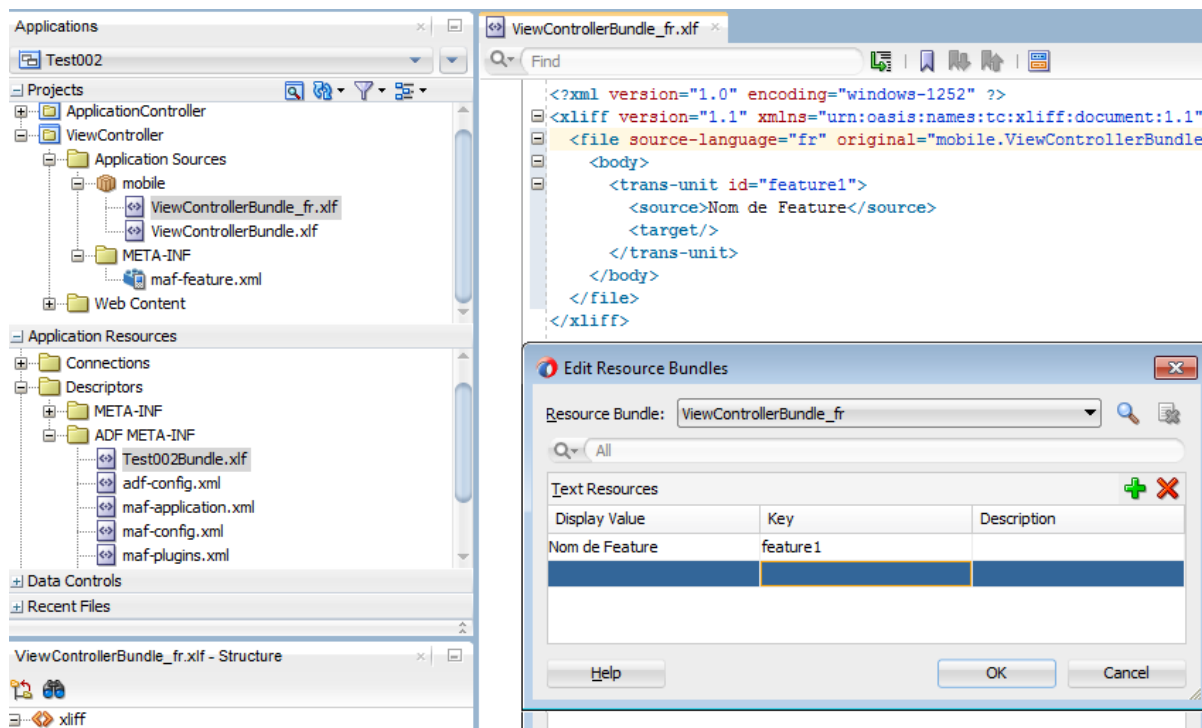 Applications
Test002
Projects
ApplicationController
ViewController
Application Sources
mobile
ViewControllerBundle_fr.xlf
ViewControllerBundle.xlf
META-INF
maf-feature.xml
Web Content
Application Resources
Connections
Descriptors
META-INF
ADF META-INF
Test002Bundle.xlf
adf-config.xml
maf-application.xml
maf-config.xml
maf-plugins.xml
Data Controls
Recent Files
ViewControllerBundle_fr.xlf - Structure
xliff
ViewControllerBundle_fr.xlf
Find
<?xml version="1.0" encoding="windows-1252" ?>
<xliff version="1.1" xmlns="urn:oasis:names:tc:xliff:document:1.1"
<file source-language="fr" original="mobile.ViewControllerBundle
<body>
<trans-unit id="feature1">
<source>Nom de Feature</source>
<target/>
</trans-unit>
</body>
</file>
</xliff>
Edit Resource Bundles
Resource Bundle: ViewControllerBundle_fr
All
Text Resources
Display Value Key Description
Nom de Feature feature1
Help OK Cancel